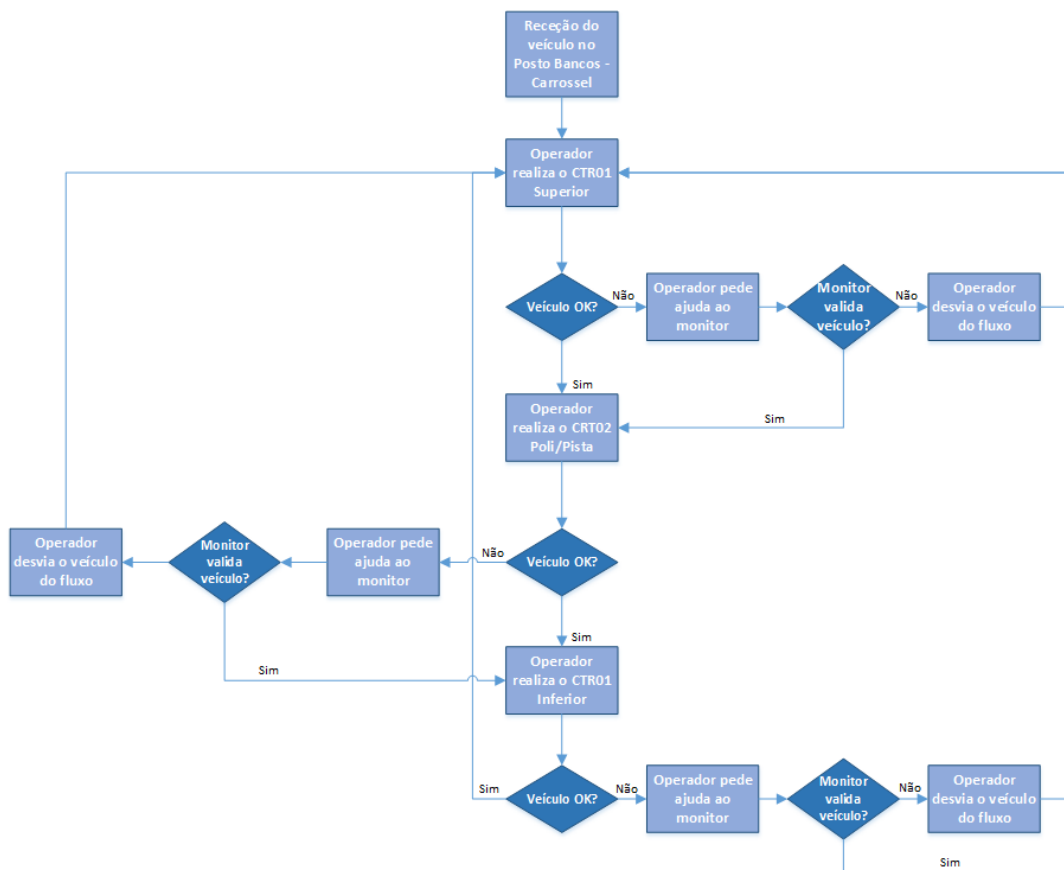 Receção do
veículo no
Posto Bancos -
Carrossel
Operador
realiza o CTR01
Superior
Veículo OK?
Não
Operador pede
ajuda ao
monitor
Monitor
valida
veículo?
Não
Operador
desvia o veículo
do fluxo
Sim
Sim
Operador
realiza o CRT02
Poli/Pista
Operador
desvia o veículo
do fluxo
Monitor
valida
veículo?
Operador pede
ajuda ao
monitor
Não
Veículo OK?
Sim
Sim
Operador
realiza o CTR01
Inferior
Sim
Veículo OK?
Não
Operador pede
ajuda ao
monitor
Monitor
valida
veículo?
Não
Operador
desvia o veículo
do fluxo
Sim